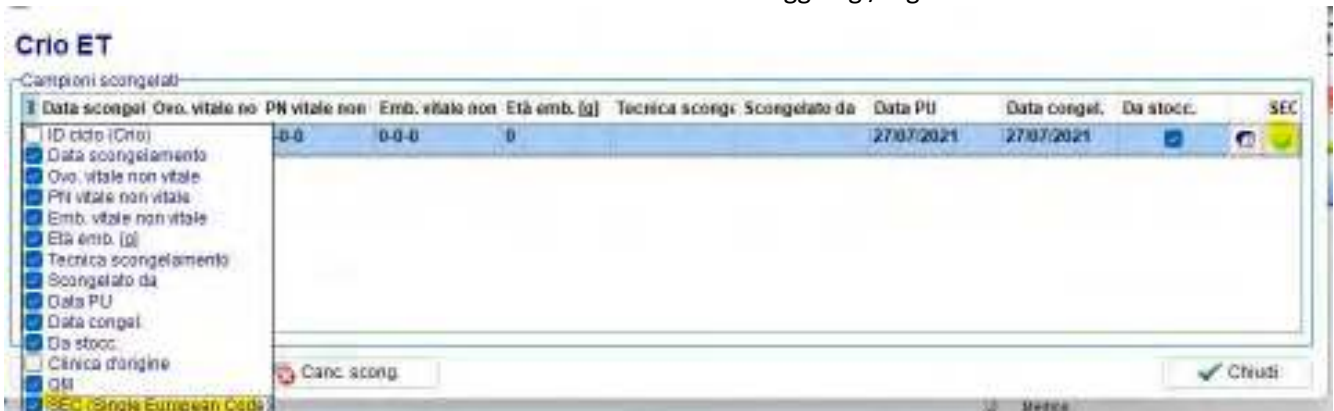 Crio ET
Campioni scongelati
Data scongel Ovo. vitale no PN vitale non Emb. vitale non Età emb. [g] Tecnica sconge Scongelato da Data PU Data congel. Da stocc. SEC
0-0 0-0-0 0 27/07/2021 27/07/2021
ID ciclo (Crio)
Data scongelamento
Ovo. vitale non vitale
PN vitale non vitale
Emb. vitale non vitale
Età emb. [g]
Tecnica scongelamento
Scongelato da
Data PU
Data congel.
Da stocc.
Clinica d'origine
QM
SEC (Single European Code)
Canc. scong.
Chiudi